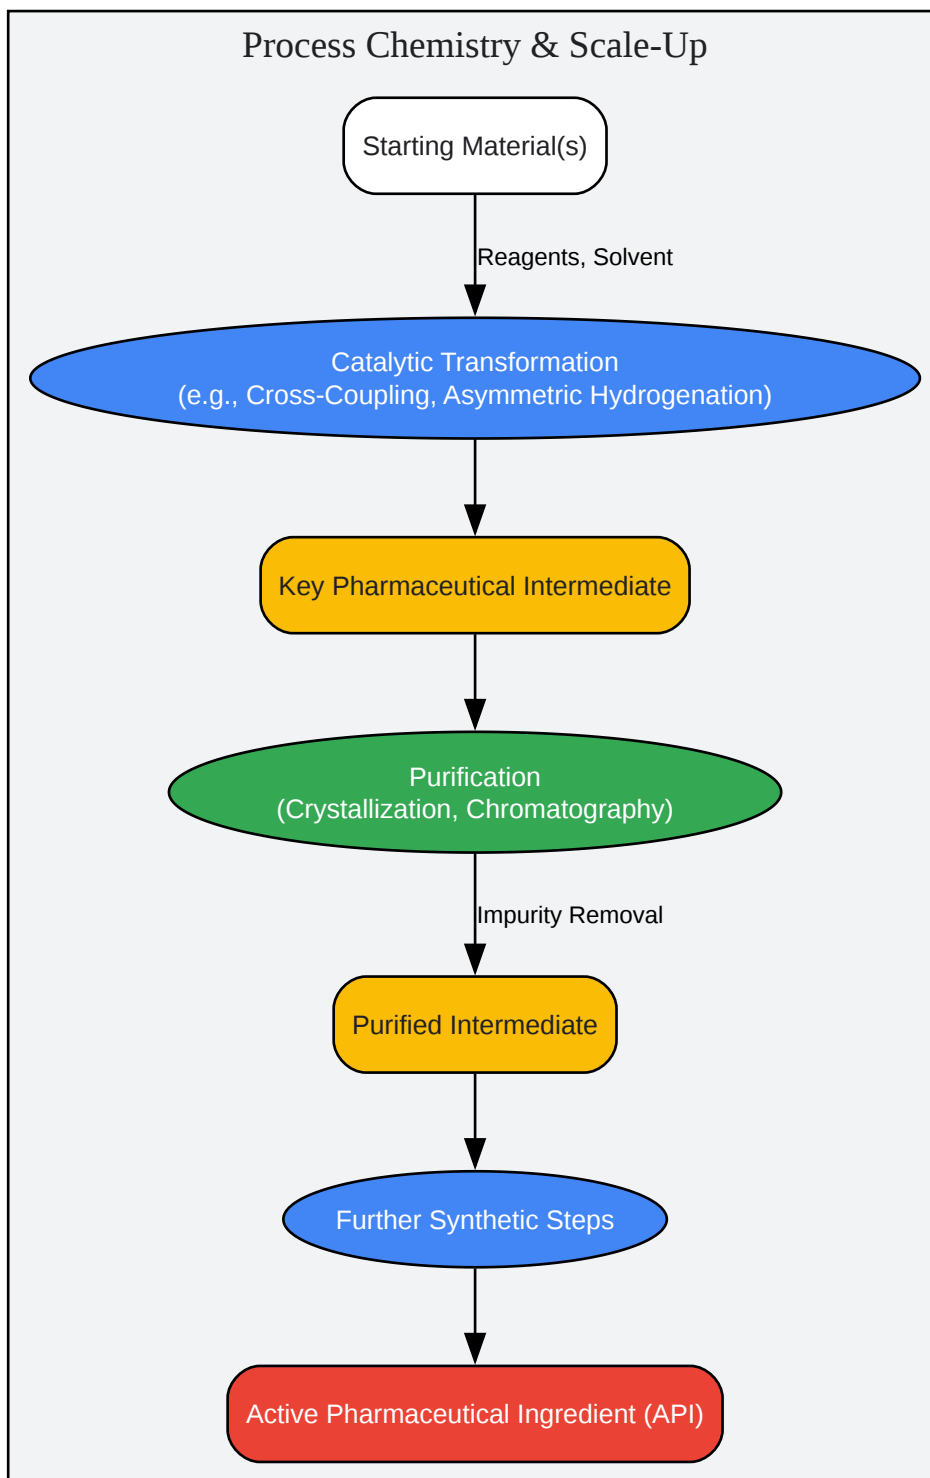 Process Chemistry & Scale-Up
Starting Material(s)
Reagents, Solvent
Catalytic Transformation
(e.g., Cross-Coupling, Asymmetric Hydrogenation)
Key Pharmaceutical Intermediate
Purification
(Crystallization, Chromatography)
Impurity Removal
Purified Intermediate
Further Synthetic Steps
Active Pharmaceutical Ingredient (API)